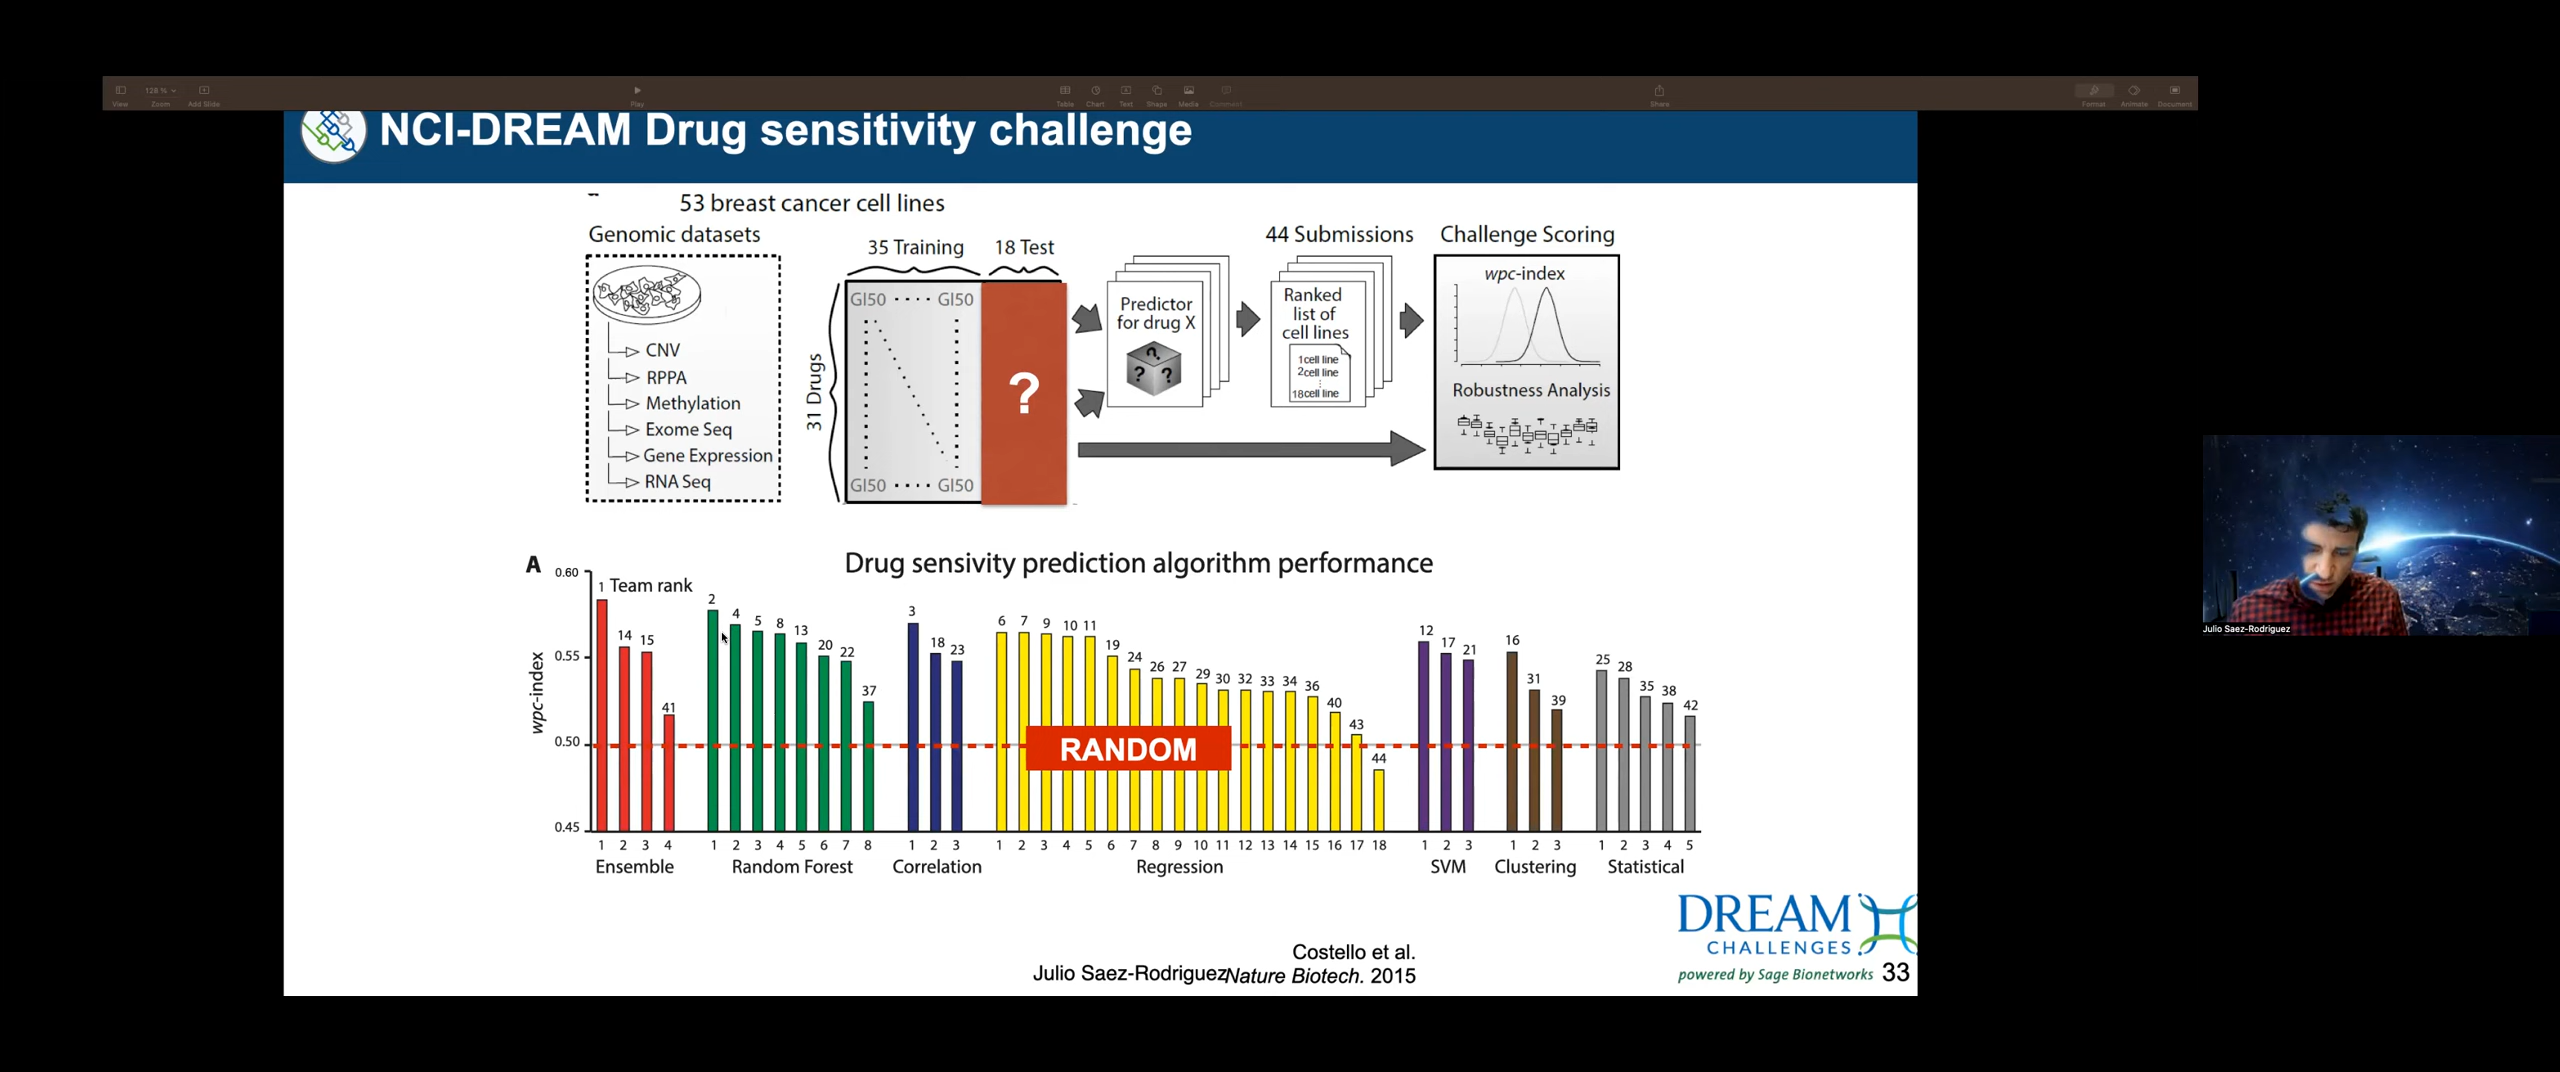 128 %
View
Zoom
Add Slide
Play
Table
Chart
Text
Shape
Media
Comment
Share
Format
Animate
Document
NCI-DREAM Drug sensitivity challenge
53 breast cancer cell lines
Genomic datasets
CNV
RPPA
Methylation
Exome Seq
Gene Expression
RNA Seq
35 Training
18 Test
31 Drugs
GI50 ···· GI50
GI50 ···· GI50
?
Predictor
for drug X
? ? ?
44 Submissions
Ranked
list of
cell lines
1cell line
2cell line
18cell line
Challenge Scoring
wpc-index
Robustness Analysis
A
Drug sensivity prediction algorithm performance
wpc-index
0.60
0.55
0.50
0.45
1 Team rank
14 15 41
2 4 5 8 13 20 22 37
3 18 23
6 7 9 10 11 19 24 26 27 29 30 32 33 34 36 40 43 44
12 17 21
16 31 39
25 28 35 38 42
RANDOM
1 2 3 4
1 2 3 4 5 6 7 8
1 2 3
1 2 3 4 5 6 7 8 9 10 11 12 13 14 15 16 17 18
1 2 3
1 2 3
1 2 3 4 5
Ensemble
Random Forest
Correlation
Regression
SVM
Clustering
Statistical
Costello et al.
Julio Saez-Rodriguez
Nature Biotech. 2015
DREAM
CHALLENGES
powered by Sage Bionetworks
33
Julio Saez-Rodriguez